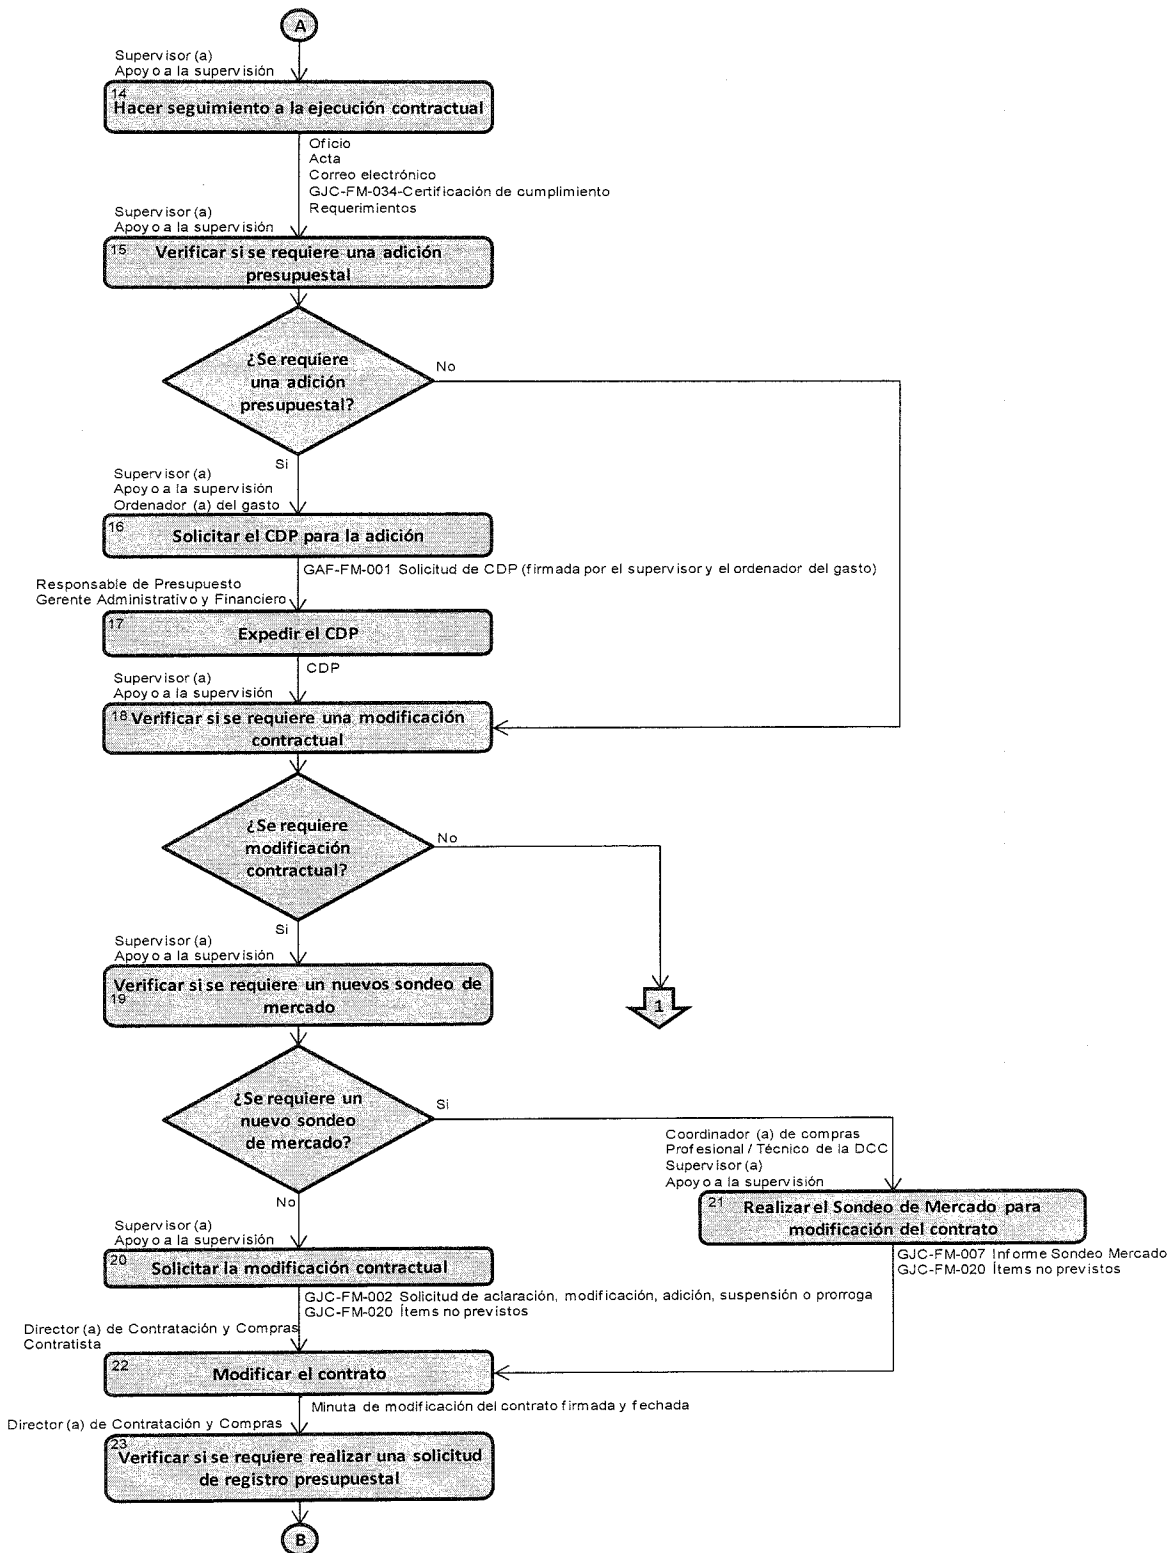 A
Supervisor (a)
Apoyo a la supervisión
14
Hacer seguimiento a la ejecución contractual
Oficio
Acta
Correo electrónico
GJC-FM-034-Certificación de cumplimiento
Requerimientos
Supervisor (a)
Apoyo a la supervisión
15 Verificar si se requiere una adición
presupuestal
¿Se requiere
una adición
presupuestal?
No
Si
Supervisor (a)
Apoyo a la supervisión
Ordenador (a) del gasto
16
Solicitar el CDP para la adición
GAF-FM-001 Solicitud de CDP (firmada por el supervisor y el ordenador del gasto)
Responsable de Presupuesto
Gerente Administrativo y Financiero
17
Expedir el CDP
CDP
Supervisor (a)
Apoyo a la supervisión
18 Verificar si se requiere una modificación
contractual
¿Se requiere
modificación
contractual?
No
Si
Supervisor (a)
Apoyo a la supervisión
Verificar si se requiere un nuevos sondeo de
19 mercado
1
¿Se requiere un
nuevo sondeo
de mercado?
Si
No
Coordinador (a) de compras
Profesional / Técnico de la DCC
Supervisor (a)
Apoyo a la supervisión
21 Realizar el Sondeo de Mercado para
modificación del contrato
GJC-FM-007 Informe Sondeo Mercado
GJC-FM-020 Ítems no previstos
Supervisor (a)
Apoyo a la supervisión
20
Solicitar la modificación contractual
GJC-FM-002 Solicitud de aclaración, modificación, adición, suspensión o prorroga
GJC-FM-020 Ítems no previstos
Director (a) de Contratación y Compras
Contratista
22
Modificar el contrato
Minuta de modificación del contrato firmada y fechada
Director (a) de Contratación y Compras
23
Verificar si se requiere realizar una solicitud
de registro presupuestal
B